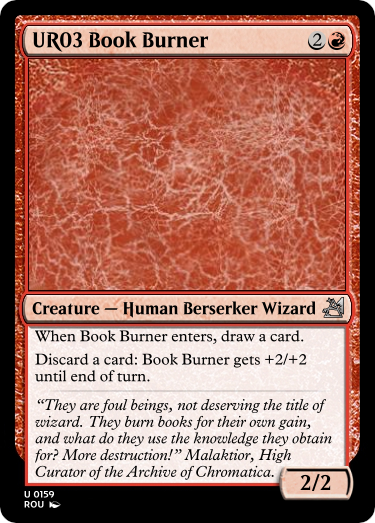 UR03 Book Burner 2
Creature — Human Berserker Wizard
When Book Burner enters, draw a card.
Discard a card: Book Burner gets +2/+2
until end of turn.
“They are foul beings, not deserving the title of
wizard. They burn books for their own gain,
and what do they use the knowledge they obtain
for? More destruction!” Malaktior, High
Curator of the Archive of Chromatica.
2/2
U 0159
ROU